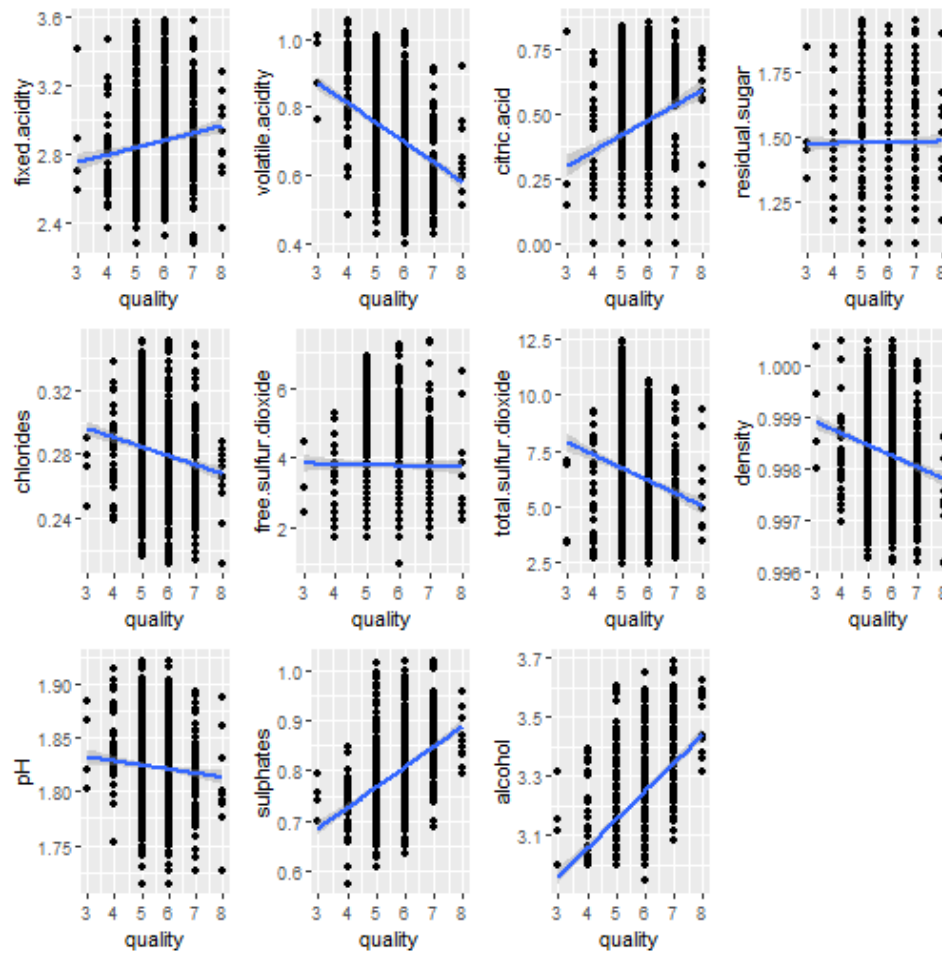 fixed.acidity
3.6
3.2
2.8
2.4
3 4 5 6 7 8
quality
volatile.acidity
1.0
0.8
0.6
0.4
3 4 5 6 7 8
quality
citric.acid
0.75
0.50
0.25
0.00
3 4 5 6 7 8
quality
residual.sugar
1.75
1.50
1.25
3 4 5 6 7 8
quality
chlorides
0.32
0.28
0.24
3 4 5 6 7 8
quality
free.sulfur.dioxide
6
4
2
3 4 5 6 7 8
quality
total.sulfur.dioxide
12.5
10.0
7.5
5.0
2.5
3 4 5 6 7 8
quality
density
1.000
0.999
0.998
0.997
0.996
3 4 5 6 7 8
quality
pH
1.90
1.85
1.80
1.75
3 4 5 6 7 8
quality
sulphates
1.0
0.9
0.8
0.7
0.6
3 4 5 6 7 8
quality
alcohol
3.7
3.5
3.3
3.1
3 4 5 6 7 8
quality